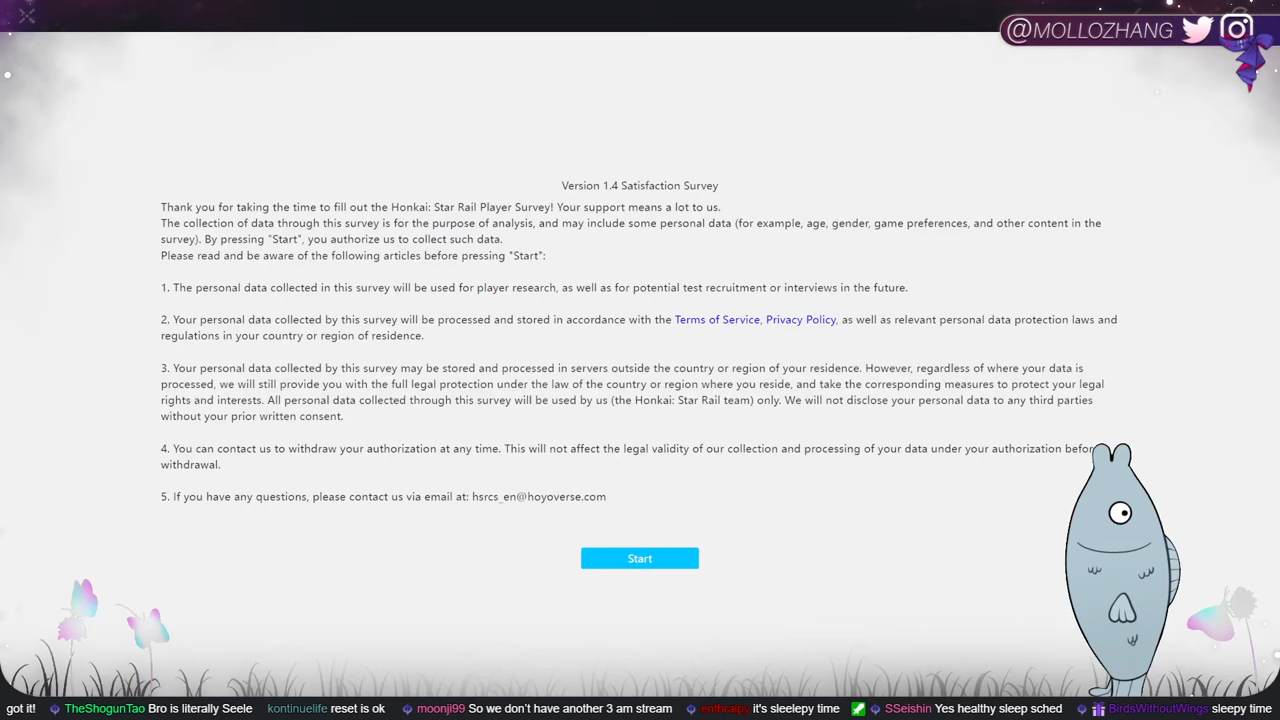 @MOLLOZHANG
Version 1.4 Satisfaction Survey
Thank you for taking the time to fill out the Honkai: Star Rail Player Survey! Your support means a lot to us.
The collection of data through this survey is for the purpose of analysis, and may include some personal data (for example, age, gender, game preferences, and other content in the
survey). By pressing "Start", you authorize us to collect such data.
Please read and be aware of the following articles before pressing "Start":
1. The personal data collected in this survey will be used for player research, as well as for potential test recruitment or interviews in the future.
2. Your personal data collected by this survey will be processed and stored in accordance with the Terms of Service, Privacy Policy, as well as relevant personal data protection laws and
regulations in your country or region of residence.
3. Your personal data collected by this survey may be stored and processed in servers outside the country or region of your residence. However, regardless of where your data is
processed, we will still provide you with the full legal protection under the law of the country or region where you reside, and take the corresponding measures to protect your legal
rights and interests. All personal data collected through this survey will be used by us (the Honkai: Star Rail team) only. We will not disclose your personal data to any third parties
without your prior written consent.
4. You can contact us to withdraw your authorization at any time. This will not affect the legal validity of our collection and processing of your data under your authorization befor
withdrawal.
5. If you have any questions, please contact us via email at: hsrcs_en@hoyoverse.com
Start
got it! TheShogunTao Bro is literally Seele kontinuelife reset is ok moonji99 So we don't have another 3 am stream enthralpy it's sleelepy time SSeishin Yes healthy sleep sched BirdsWithoutWings sleepy time